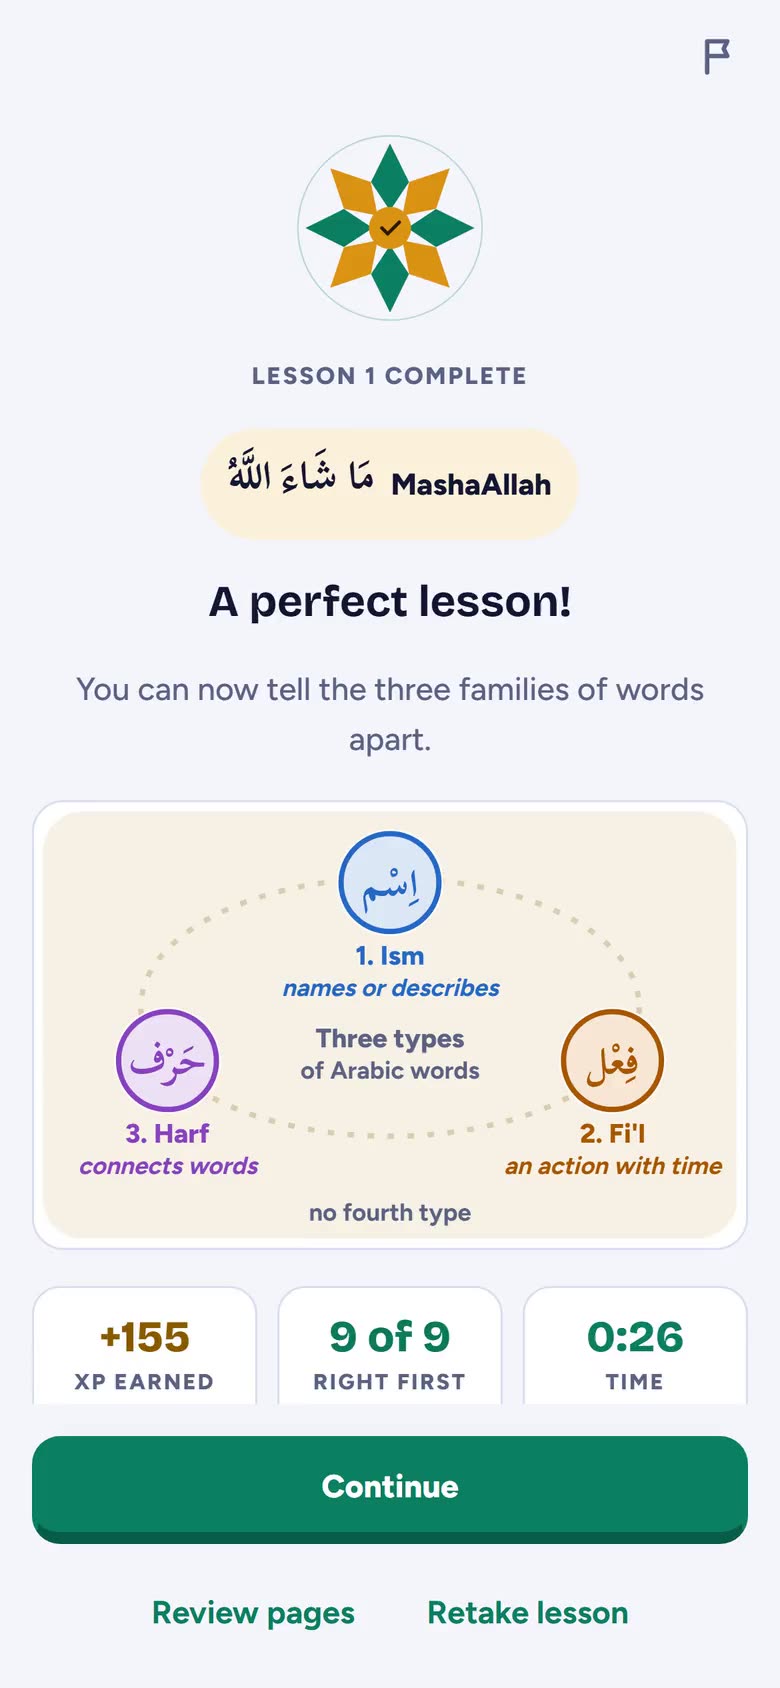 LESSON 1 COMPLETE
مَا شَاءَ اللَّهُ MashaAllah
A perfect lesson!
You can now tell the three families of words
apart.
اِسْم
1. Ism
names or describes
Three types
of Arabic words
حَرْف
3. Harf
connects words
فِعْل
2. Fi'l
an action with time
no fourth type
+155
XP EARNED
9 of 9
RIGHT FIRST
0:26
TIME
Continue
Review pages
Retake lesson